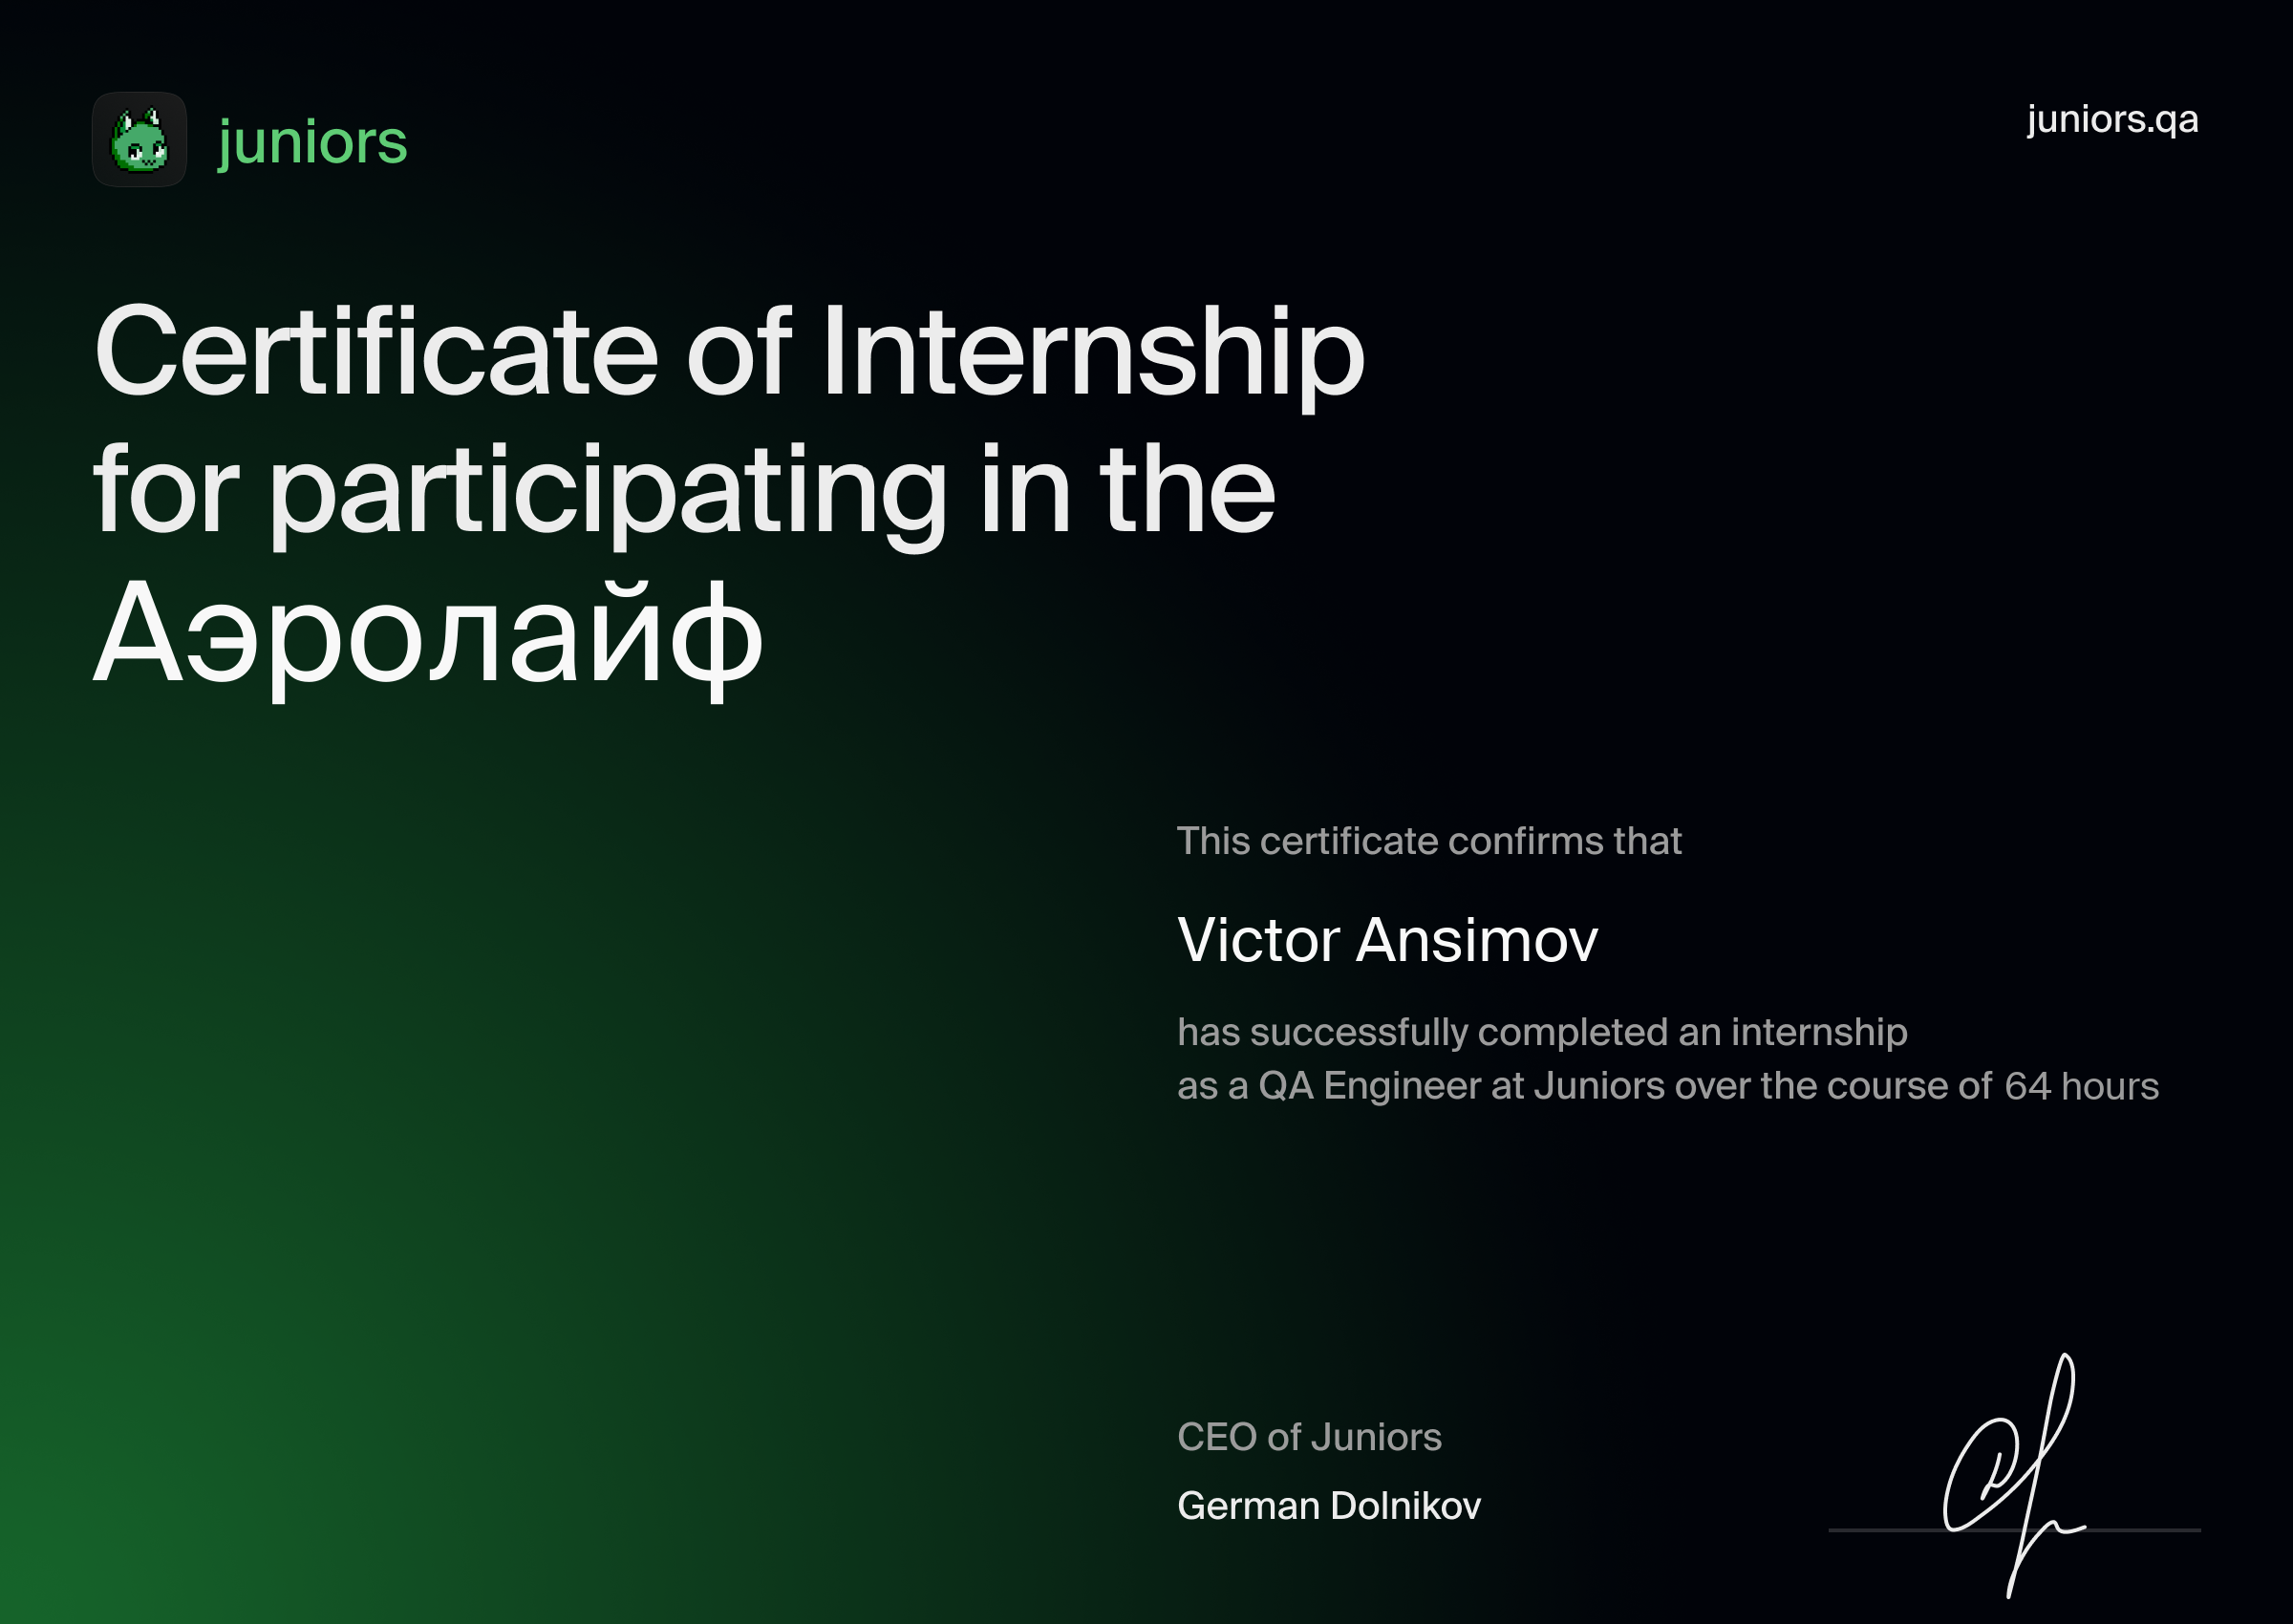 juniors
juniors.qa
Certificate of Internship
for participating in the
Аэролайф
This certificate confirms that
Victor Ansimov
has successfully completed an internship
as a QA Engineer at Juniors over the course of 64 hours
CEO of Juniors
German Dolnikov